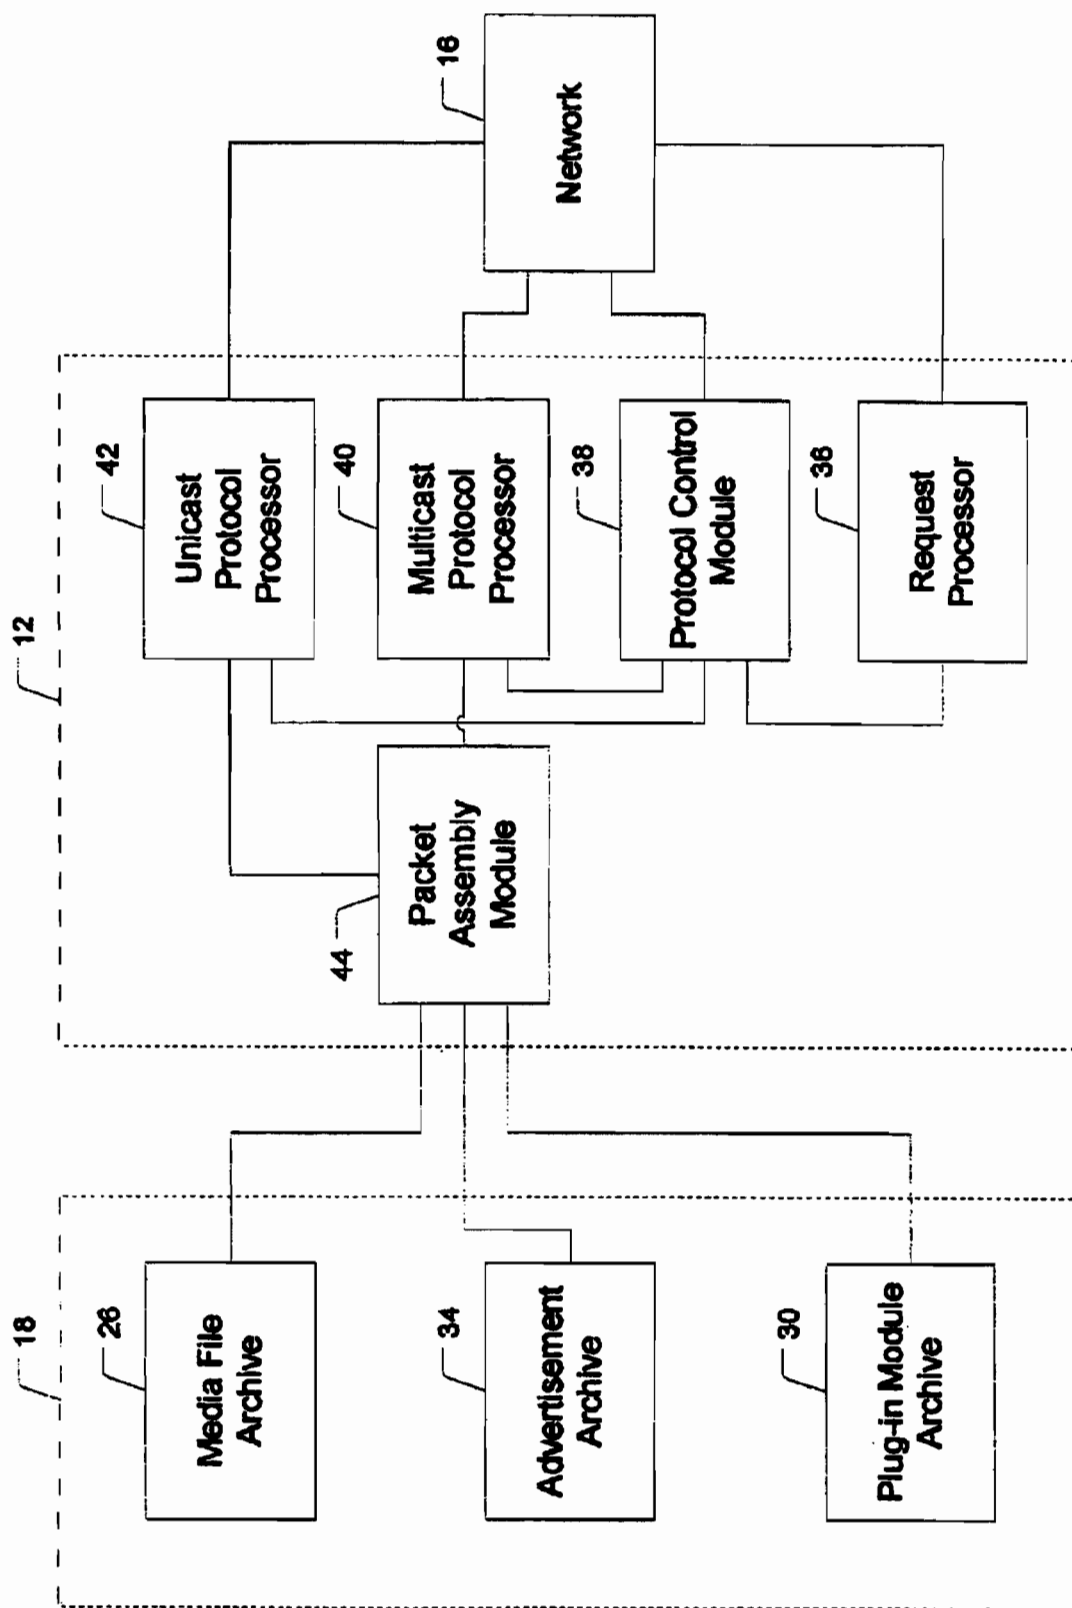 18
26
Media File
Archive
34
Advertisement
Archive
30
Plug-in Module
Archive
12
44
Packet
Assembly
Module
42
Unicast
Protocol
Processor
40
Multicast
Protocol
Processor
38
Protocol Control
Module
36
Request
Processor
16
Network